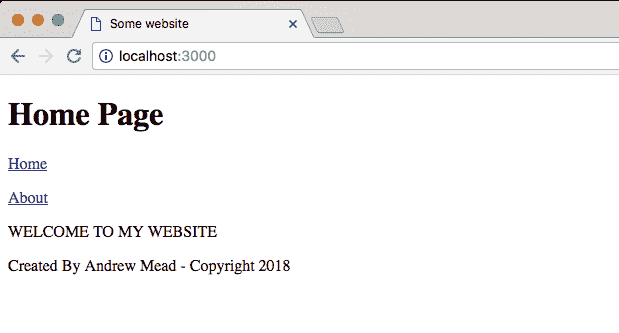 Some website
localhost:3000
Home Page
Home
About
WELCOME TO MY WEBSITE
Created By Andrew Mead - Copyright 2018